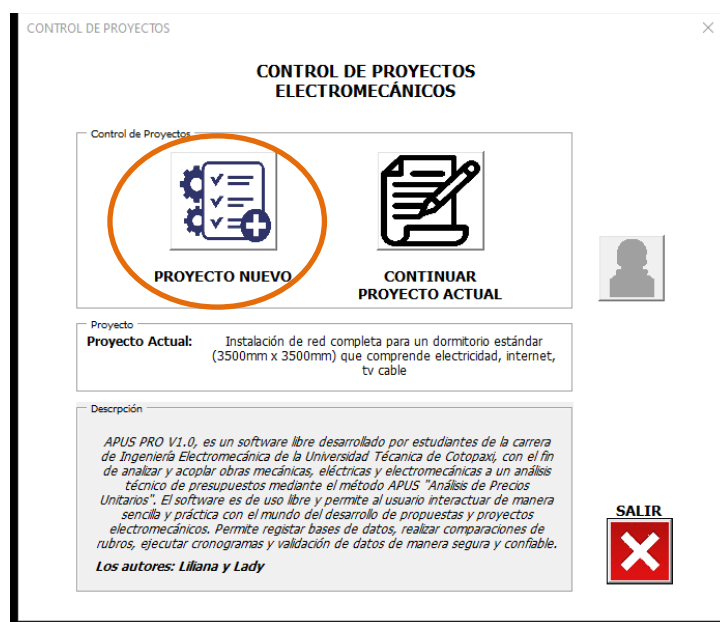 CONTROL DE PROYECTOS
CONTROL DE PROYECTOS
ELECTROMECÁNICOS
Control de Proyectos
PROYECTO NUEVO
CONTINUAR
PROYECTO ACTUAL
Proyecto
Proyecto Actual:
Instalación de red completa para un dormitorio estándar
(3500mm x 3500mm) que comprende electricidad, internet,
tv cable
Descrpción
APUS PRO V1.0, es un software libre desarollado por estudiantes de la carrera
de Ingeniería Electromecánica de la Universidad Técanica de Cotopaxi, con el fin
de analizar y acoplar obras mecánicas, eléctricas y electromecánicas a un análisis
técnico de presupuestos mediante el método APUS "Análisis de Precios
Unitarios". El software es de uso libre y permite al usuario interactuar de manera
sencilla y práctica con el mundo del desarollo de propuestas y proyectos
electromecánicos. Permite registar bases de datos, realizar comparaciones de
rubros, ejecutar cronogramas y validación de datos de manera segura y confiable.
Los autores: Liliana y Lady
SALIR